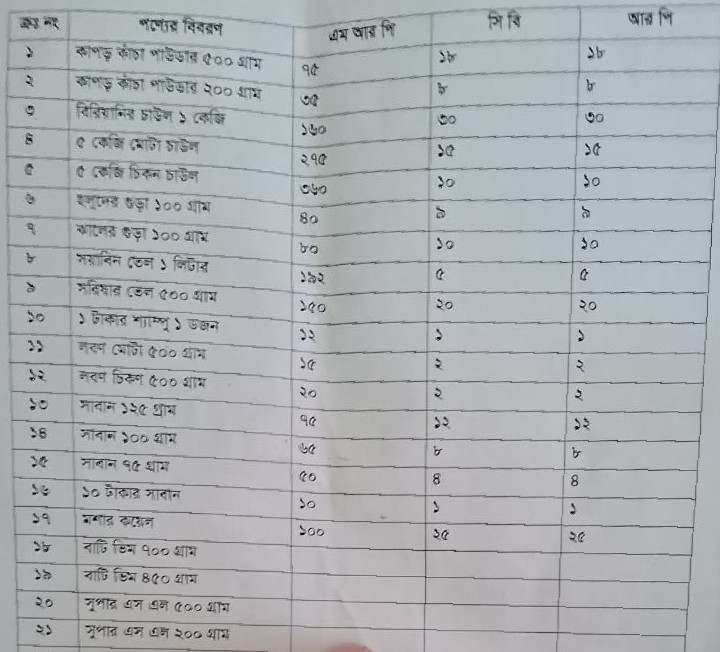 ক্রঃ নং পণ্যের বিবরণ এম আর পি সি বি আর পি
১ কাপড় কাঁচা পাউডার ৫০০ গ্রাম ৭৫ ১৮ ১৮
২ কাপড় কাঁচা পাউডার ২০০ গ্রাম ৩৫ ৮ ৮
৩ বিরিয়ানির চাউল ১ কেজি ১৬০ ৩০ ৩০
৪ ৫ কেজি মোটা চাউল ২৭৫ ১৫ ১৫
৫ ৫ কেজি চিকন চাউল ৩৬০ ১০ ১০
৬ হলুদের গুড়া ১০০ গ্রাম ৪০ ৯ ৯
৭ ঝালের গুড়া ১০০ গ্রাম ৮০ ১০ ১০
৮ সয়াবিন তেল ১ লিটার ১৯২ ৫ ৫
৯ সরিষার তেল ৫০০ গ্রাম ১৫০ ২০ ২০
১০ ১ টাকার শ্যাম্পু ১ ডজন ১২ ১ ১
১১ লবণ মোটা ৫০০ গ্রাম ১৫ ২ ২
১২ লবণ চিকণ ৫০০ গ্রাম ২০ ২ ২
১৩ সাবান ১২৫ গ্রাম ৭৫ ১২ ১২
১৪ সাবান ১০০ গ্রাম ৬৫ ৮ ৮
১৫ সাবান ৭৫ গ্রাম ৫০ ৪ ৪
১৬ ১০ টাকার সাবান ১০ ১ ১
১৭ মশার কয়েল ১০০ ২৫ ২৫
১৮ বাটি ভিম ৭০০ গ্রাম
১৯ বাটি ভিম ৪৫০ গ্রাম
২০ সুপার এস এল ৫০০ গ্রাম
২১ সুপার এস এল ২০০ গ্রাম